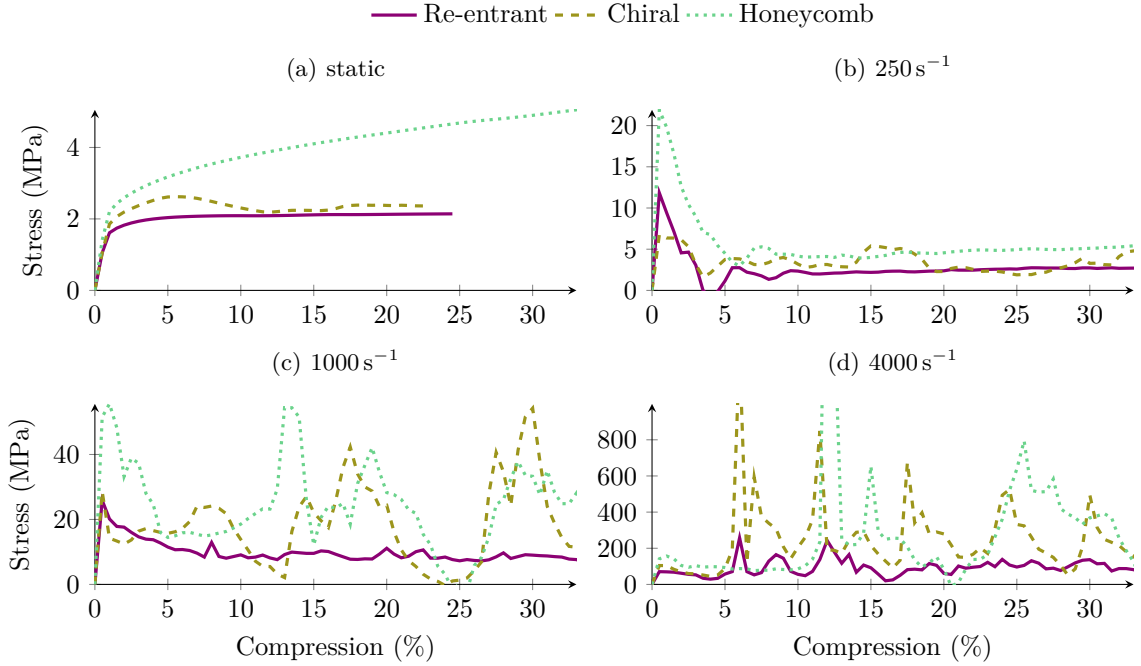 Re-entrant Chiral Honeycomb
(a) static
(b) 250 s⁻¹
Stress (MPa)
4
2
0
0 5 10 15 20 25 30
20
15
10
5
0
0 5 10 15 20 25 30
(c) 1000 s⁻¹
(d) 4000 s⁻¹
Stress (MPa)
40
20
0
0 5 10 15 20 25 30
Compression (%)
800
600
400
200
0
0 5 10 15 20 25 30
Compression (%)